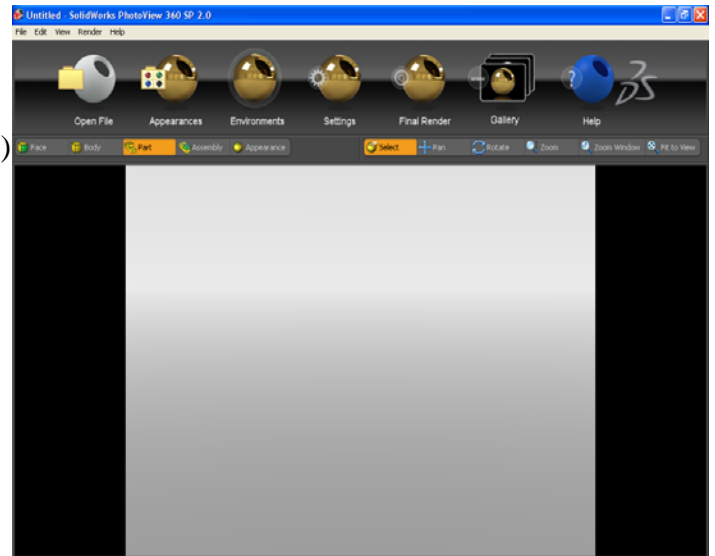 Untitled - SolidWorks PhotoView 360 SP 2.0
File Edit View Render Help
Open File Appearances Environments Settings Final Render Gallery Help
)
Face Body Part Assembly Appearance Select Pan Rotate Zoom Zoom Window Fit to View